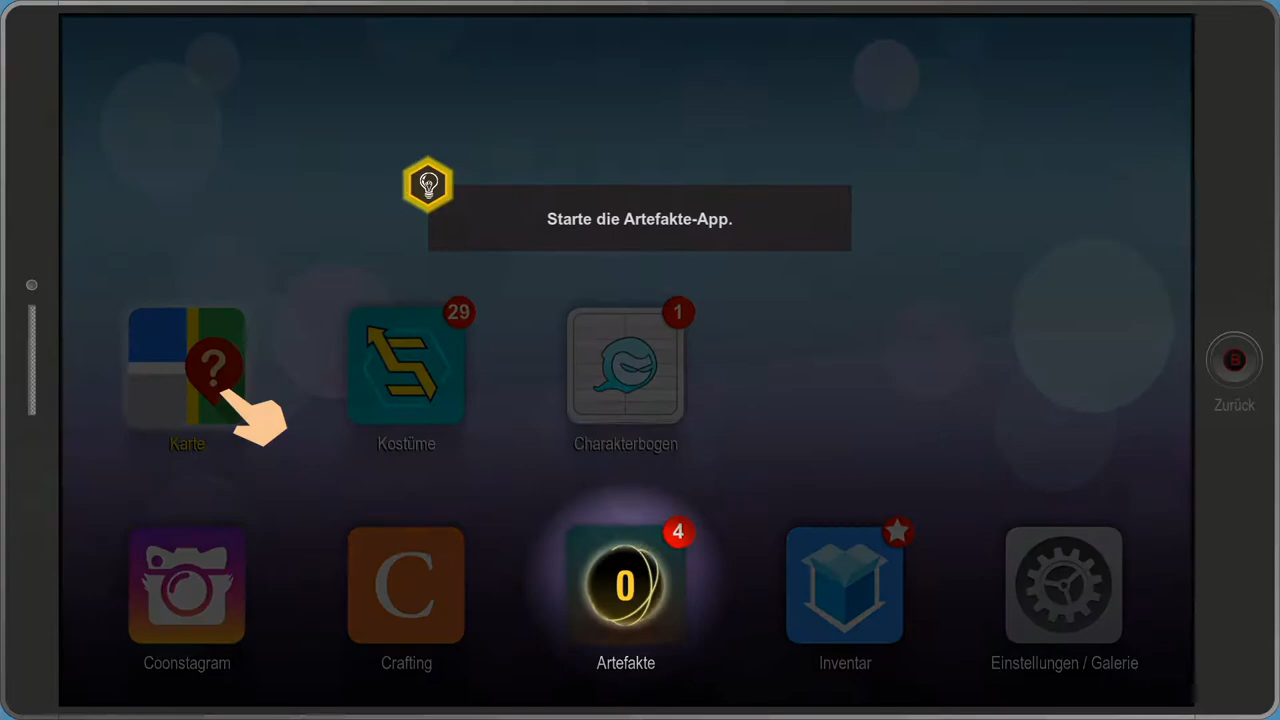 Starte die Artefakte-App.
29
1
?
Karte
Kostüme
Charakterbogen
B
Zurück
4
C
0
Coonstagram
Crafting
Artefakte
Inventar
Einstellungen / Galerie